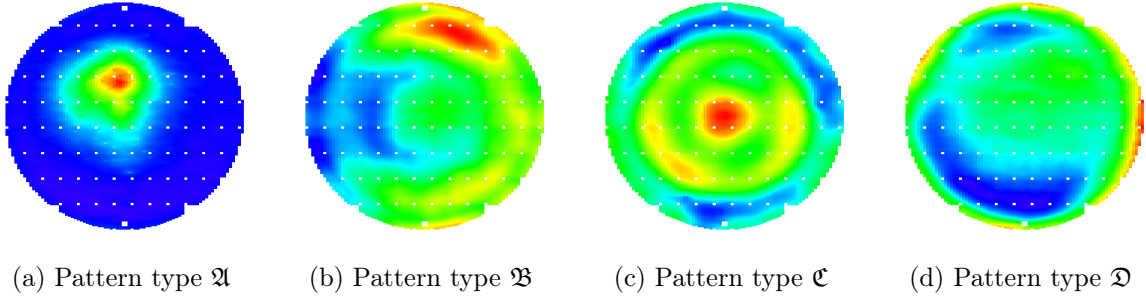 (a) Pattern type 𝔄
(b) Pattern type 𝔅
(c) Pattern type ℭ
(d) Pattern type 𝔇